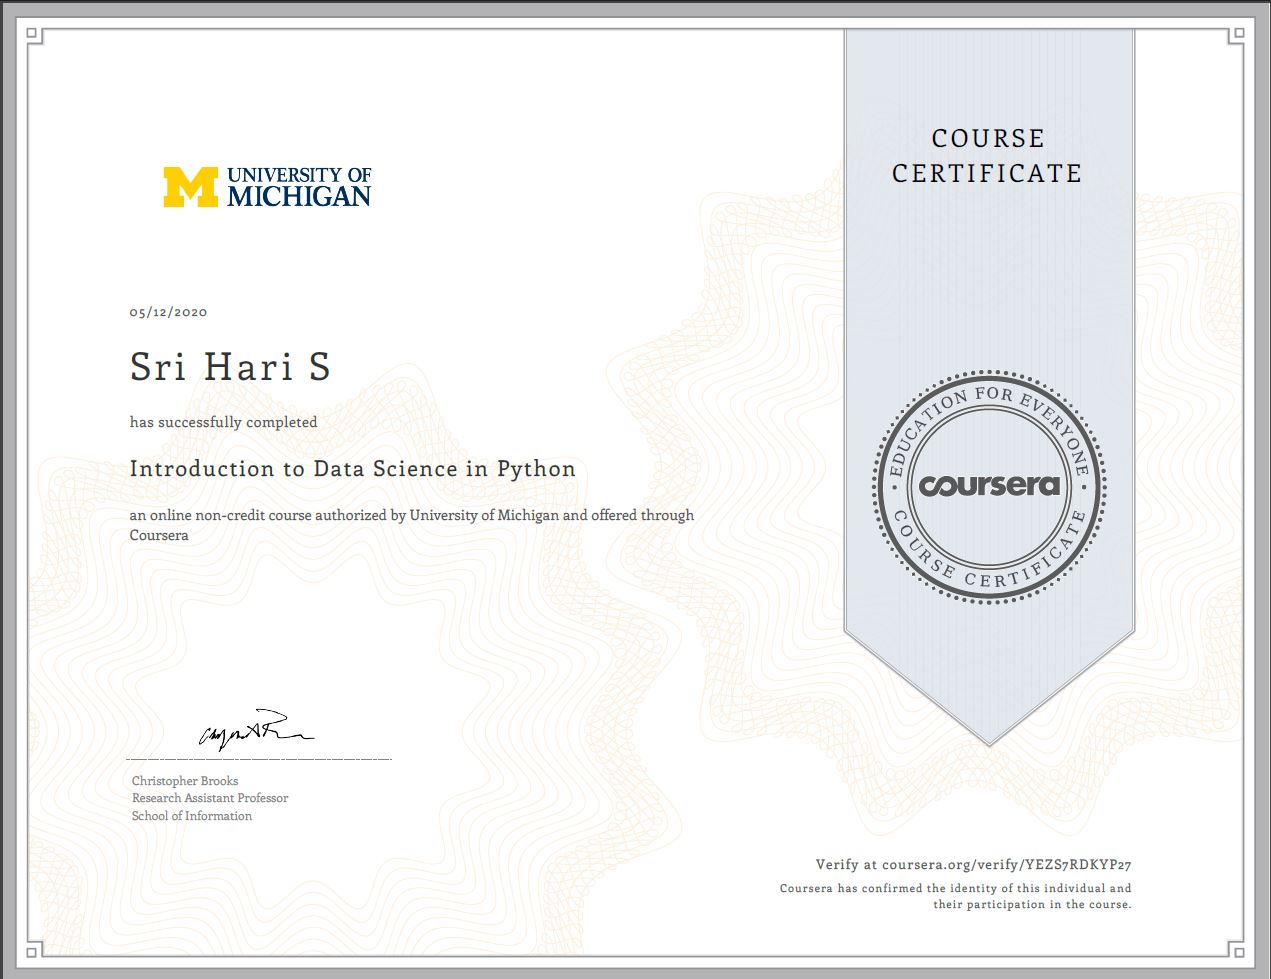 UNIVERSITY OF
MICHIGAN
COURSE
CERTIFICATE
05/12/2020
Sri Hari S
has successfully completed
Introduction to Data Science in Python
an online non-credit course authorized by University of Michigan and offered through
Coursera
EDUCATION FOR EVERYONE
coursera
COURSE CERTIFICATE
Christopher Brooks
Research Assistant Professor
School of Information
Verify at coursera.org/verify/YEZS7RDKYP27
Coursera has confirmed the identity of this individual and
their participation in the course.